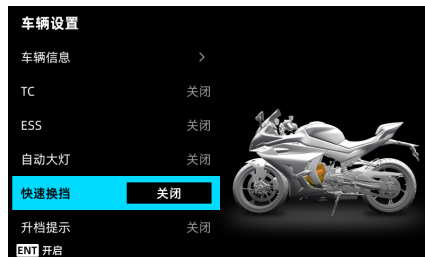 车辆设置
车辆信息 >
TC 关闭
ESS 关闭
自动大灯 关闭
快速换挡 关闭
升档提示 关闭
ENT 开启